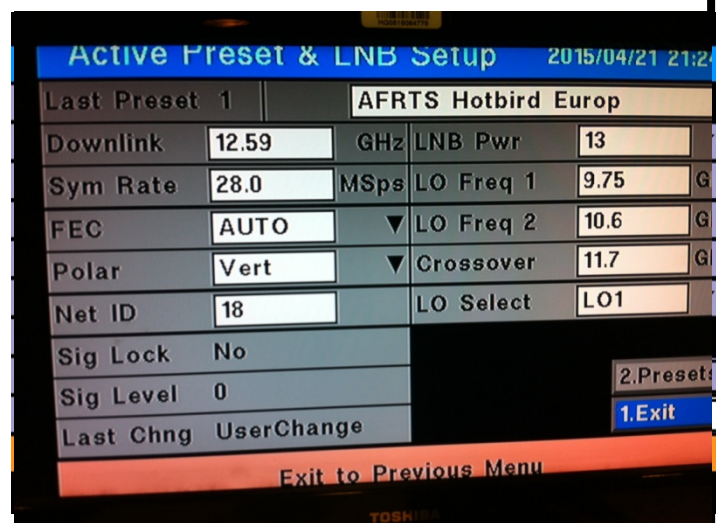 Active Preset & LNB Setup 2015/04/21 21:24
Last Preset 1 AFRTS Hotbird Europ
Downlink 12.59 GHz LNB Pwr 13
Sym Rate 28.0 MSps LO Freq 1 9.75 G
FEC AUTO ▼ LO Freq 2 10.6 G
Polar Vert ▼ Crossover 11.7 G
Net ID 18 LO Select LO1
Sig Lock No
Sig Level 0
2.Presets
Last Chng UserChange
1.Exit
Exit to Previous Menu
TOSHIBA